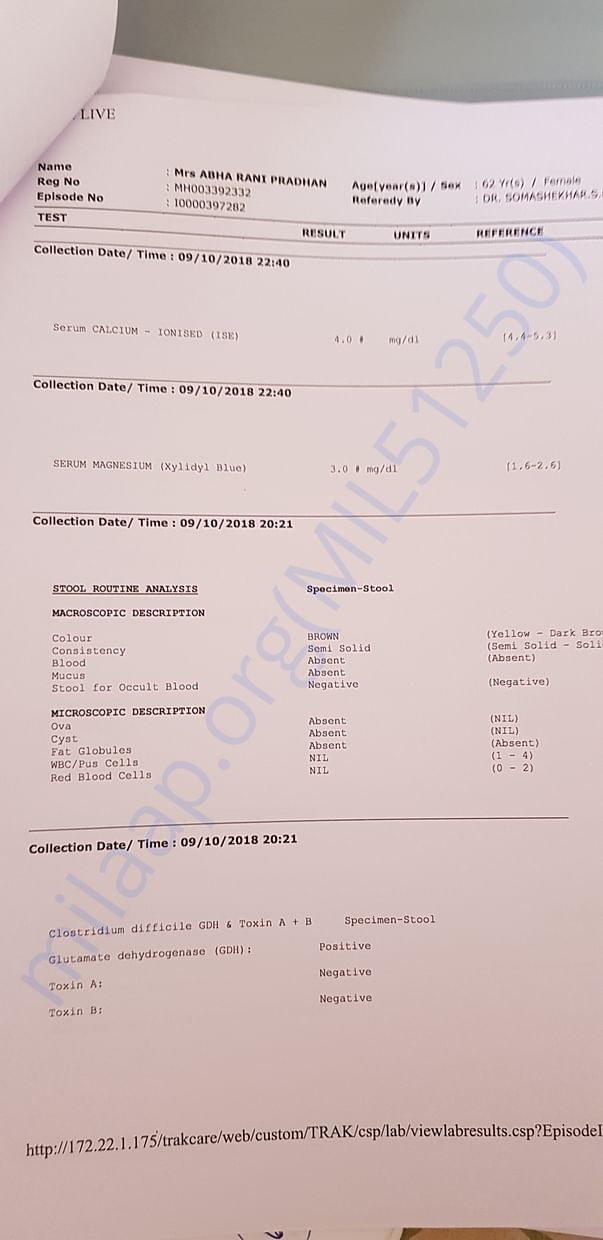 LIVE
Name : Mrs ABHA RANI PRADHAN Age[year(s)] / Sex : 62 Yr(s) / Female
Reg No : MH003392332 Referedy By : DR. SOMASHEKHAR.S.
Episode No : I0000397282
TEST RESULT UNITS REFERENCE
Collection Date/ Time : 09/10/2018 22:40
Serum CALCIUM - IONISED (ISE) 4.0 # mg/dl [4.4-5.3]
Collection Date/ Time : 09/10/2018 22:40
SERUM MAGNESIUM (Xylidyl Blue) 3.0 # mg/dl [1.6-2.6]
Collection Date/ Time : 09/10/2018 20:21
STOOL ROUTINE ANALYSIS Specimen-Stool
MACROSCOPIC DESCRIPTION
Colour BROWN (Yellow - Dark Bro
Consistency Semi Solid (Semi Solid - Soli
Blood Absent (Absent)
Mucus Absent
Stool for Occult Blood Negative (Negative)
MICROSCOPIC DESCRIPTION
Ova Absent (NIL)
Cyst Absent (NIL)
Fat Globules Absent (Absent)
WBC/Pus Cells NIL (1 - 4)
Red Blood Cells NIL (0 - 2)
Collection Date/ Time : 09/10/2018 20:21
Clostridium difficile GDH & Toxin A + B Specimen-Stool
Glutamate dehydrogenase (GDH): Positive
Toxin A: Negative
Toxin B: Negative
http://172.22.1.175/trakcare/web/custom/TRAK/csp/lab/viewlabresults.csp?EpisodeI
milaap.org(MIL51250)